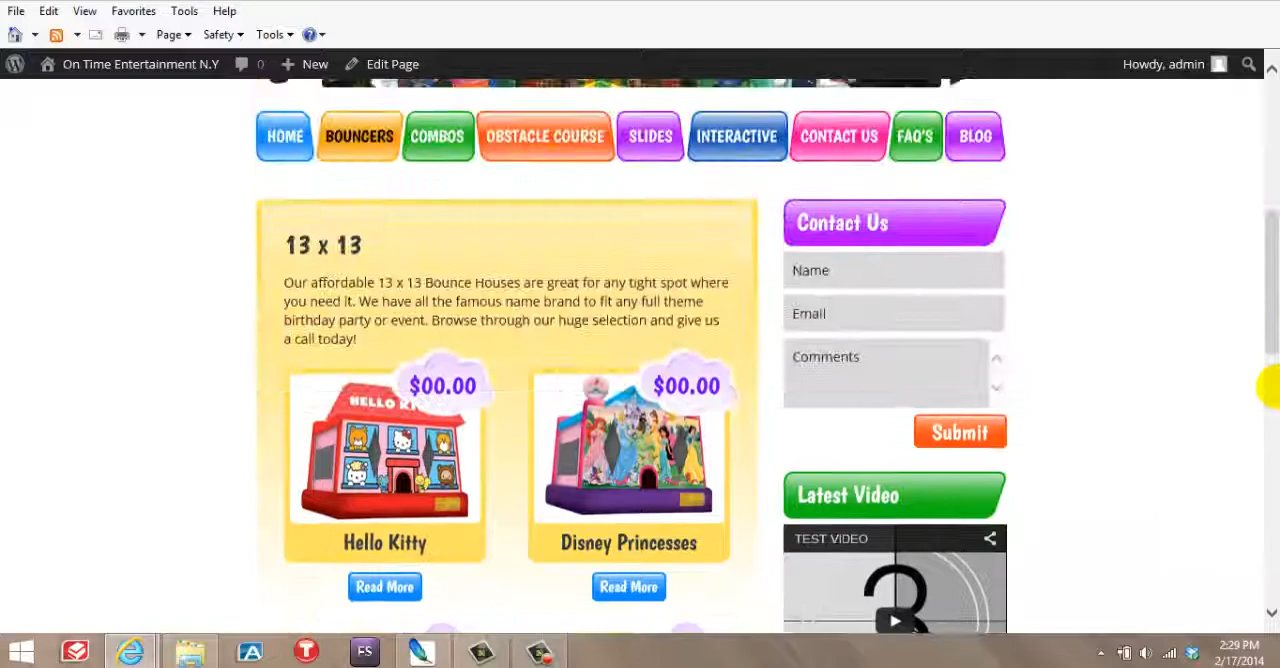 File Edit View Favorites Tools Help
Page Safety Tools
On Time Entertainment N.Y 0 New Edit Page Howdy, admin
HOME BOUNCERS COMBOS OBSTACLE COURSE SLIDES INTERACTIVE CONTACT US FAQ'S BLOG
13 x 13
Our affordable 13 x 13 Bounce Houses are great for any tight spot where
you need it. We have all the famous name brand to fit any full theme
birthday party or event. Browse through our huge selection and give us
a call today!
$00.00
HELLO
Hello Kitty
Read More
$00.00
Disney Princesses
Read More
Contact Us
Name
Email
Comments
Submit
Latest Video
TEST VIDEO
3
FS
2:29 PM
2/17/2014